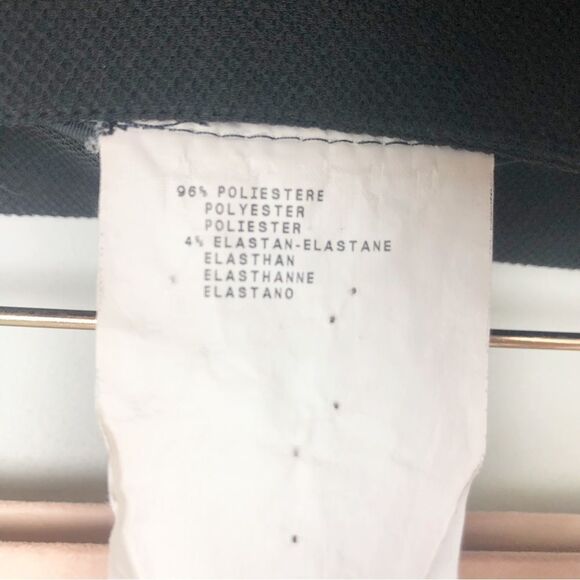 96% POLIESTERE
POLYESTER
POLIESTER
4% ELASTAN-ELASTANE
ELASTHAN
ELASTHANNE
ELASTANO